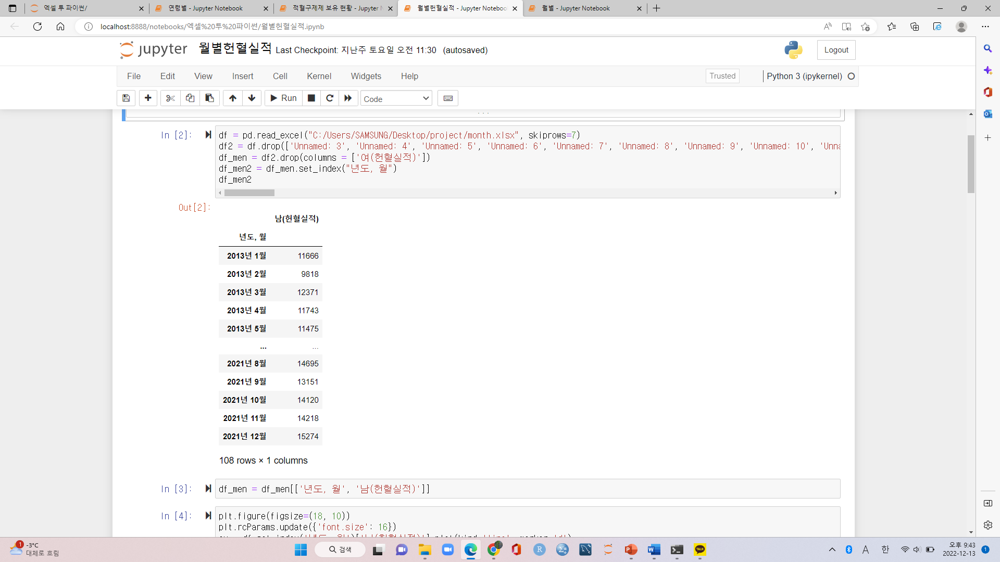 엑셀 투 파이썬/
연령별 - Jupyter Notebook
적혈구제제 보유 현황 - Jupyter
월별헌혈실적 - Jupyter Noteboo
월별 - Jupyter Notebook
localhost:8888/notebooks/엑셀%20투%20파이썬/월별헌혈실적.ipynb
jupyter 월별헌혈실적 Last Checkpoint: 지난주 토요일 오전 11:30 (autosaved)
Logout
File Edit View Insert Cell Kernel Widgets Help
Trusted
Python 3 (ipykernel)
Run
Code
In [2]:
df = pd.read_excel("C:/Users/SAMSUNG/Desktop/project/month.xlsx", skiprows=7)
df2 = df.drop(['Unnamed: 3', 'Unnamed: 4', 'Unnamed: 5', 'Unnamed: 6', 'Unnamed: 7', 'Unnamed: 8', 'Unnamed: 9', 'Unnamed: 10', 'Unna
df_men = df2.drop(columns = ['여(헌혈실적)'])
df_men2 = df_men.set_index("년도, 월")
df_men2
Out[2]:
남(헌혈실적)
년도, 월
2013년 1월 11666
2013년 2월 9818
2013년 3월 12371
2013년 4월 11743
2013년 5월 11475
... ...
2021년 8월 14695
2021년 9월 13151
2021년 10월 14120
2021년 11월 14218
2021년 12월 15274
108 rows × 1 columns
In [3]:
df_men = df_men[['년도, 월', '남(헌혈실적)']]
In [4]:
plt.figure(figsize=(18, 10))
plt.rcParams.update({'font.size': 16})
1
-3°C
대체로 흐림
검색
TALK
A
한
오후 9:43
2022-12-13
1